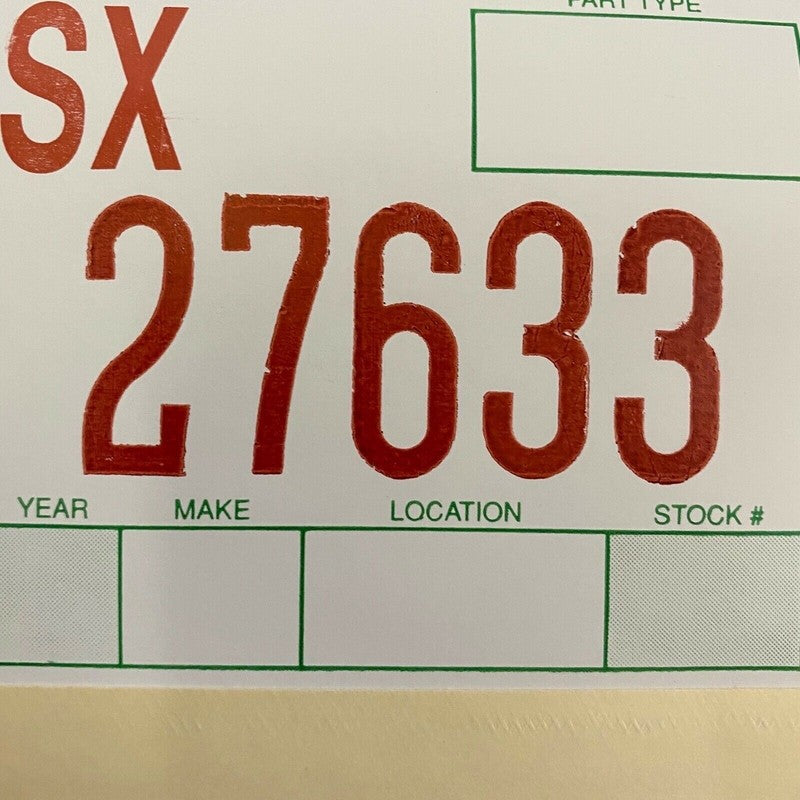 PART TYPE
SX
27633
YEAR MAKE LOCATION STOCK #